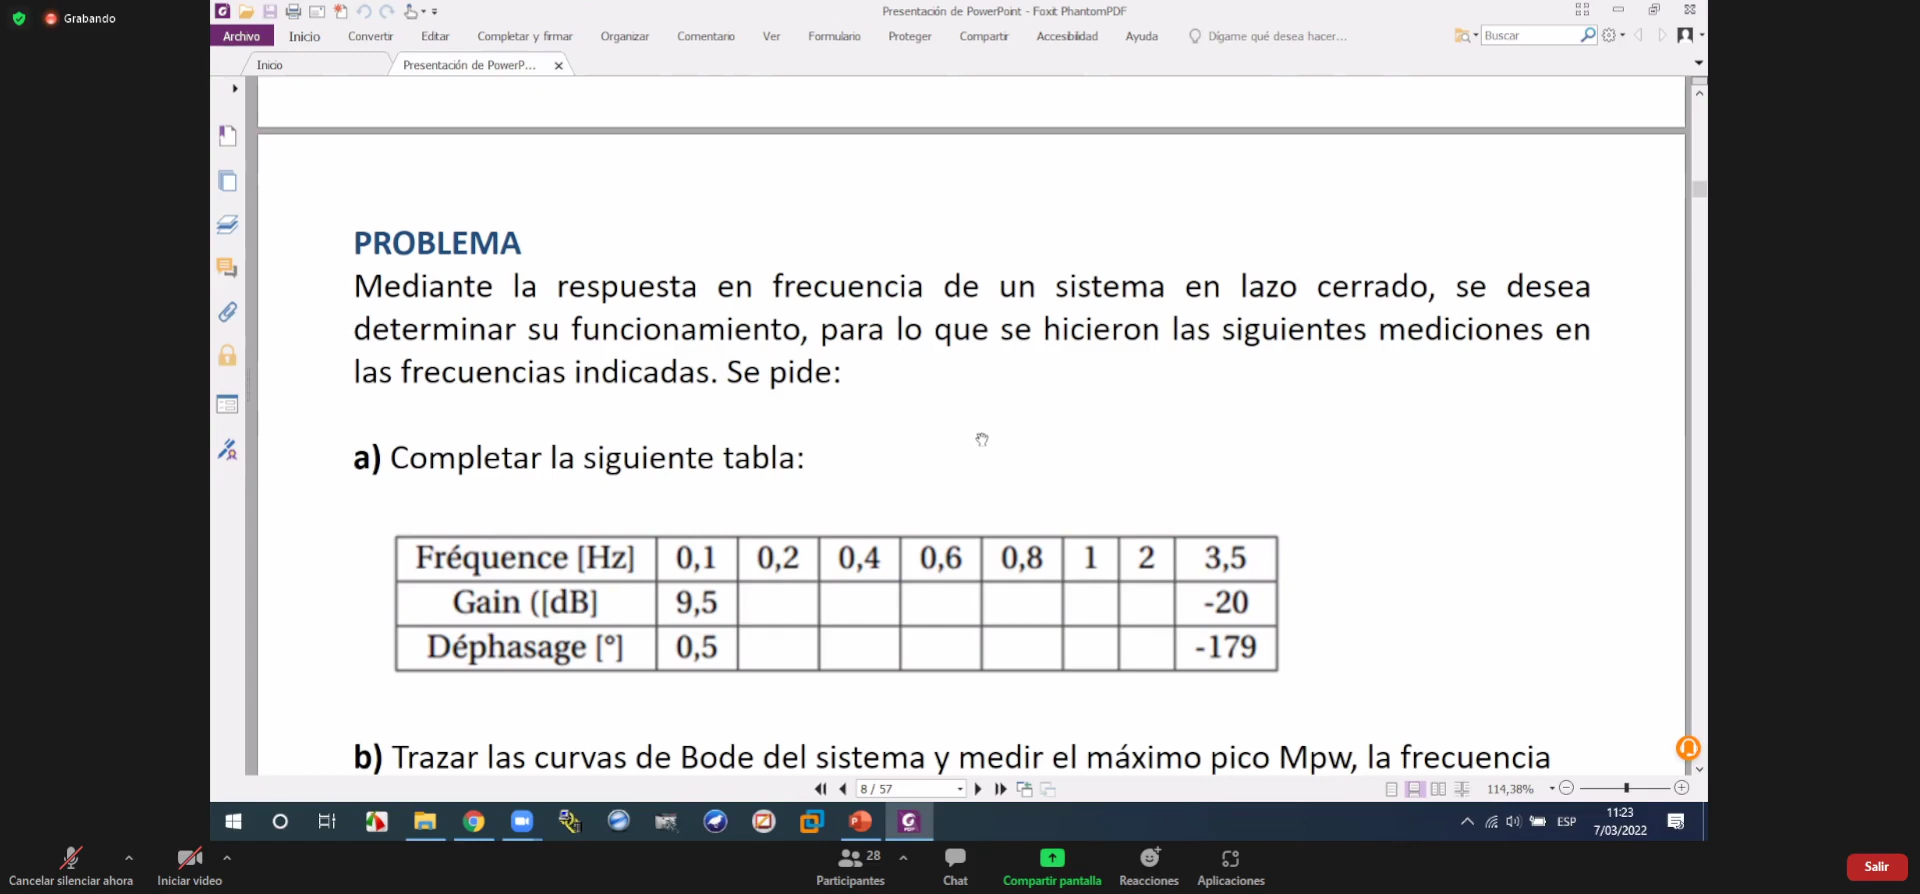 Grabando
Presentación de PowerPoint - Foxit PhantomPDF
Archivo Inicio Convertir Editar Completar y firmar Organizar Comentario Ver Formulario Proteger Compartir Accesibilidad Ayuda Dígame qué desea hacer... Buscar
Inicio Presentación de PowerP...
PROBLEMA
Mediante la respuesta en frecuencia de un sistema en lazo cerrado, se desea
determinar su funcionamiento, para lo que se hicieron las siguientes mediciones en
las frecuencias indicadas. Se pide:
a) Completar la siguiente tabla:
Fréquence [Hz] 0,1 0,2 0,4 0,6 0,8 1 2 3,5
Gain ([dB] 9,5 -20
Déphasage [°] 0,5 -179
b) Trazar las curvas de Bode del sistema y medir el máximo pico Mpw, la frecuencia
8 / 57 114,38%
ESP 11:23
7/03/2022
28
Cancelar silenciar ahora Iniciar video Participantes Chat Compartir pantalla Reacciones Aplicaciones Salir